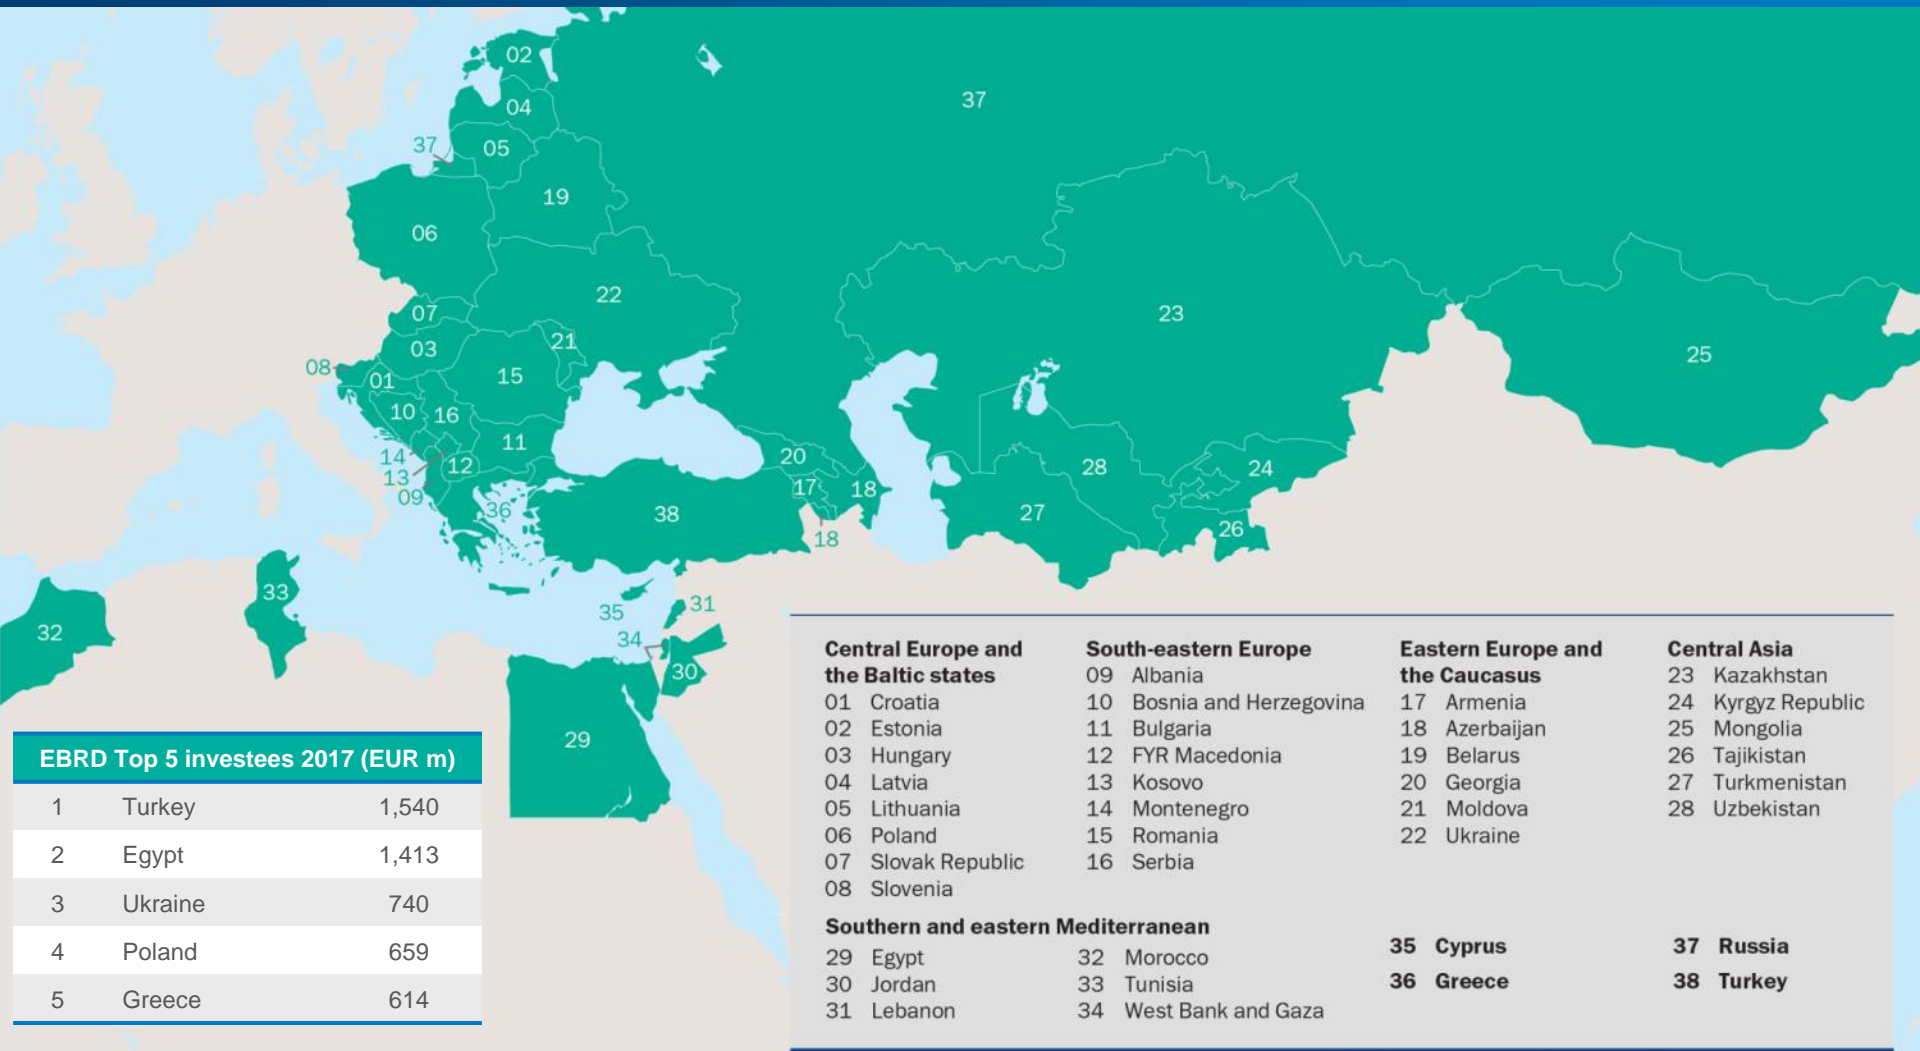 02
37
04
37
05
19
06
22
23
07
25
21
03
08
15
01
10
16
11
14
20
12
28
24
13
17
18
09
36
38
27
26
18
33
35
31
32
34
30
29
EBRD Top 5 investees 2017 (EUR m)
1 Turkey 1,540
2 Egypt 1,413
3 Ukraine 740
4 Poland 659
5 Greece 614
Central Europe and
the Baltic states
01 Croatia
02 Estonia
03 Hungary
04 Latvia
05 Lithuania
06 Poland
07 Slovak Republic
08 Slovenia
South-eastern Europe
09 Albania
10 Bosnia and Herzegovina
11 Bulgaria
12 FYR Macedonia
13 Kosovo
14 Montenegro
15 Romania
16 Serbia
Eastern Europe and
the Caucasus
17 Armenia
18 Azerbaijan
19 Belarus
20 Georgia
21 Moldova
22 Ukraine
Central Asia
23 Kazakhstan
24 Kyrgyz Republic
25 Mongolia
26 Tajikistan
27 Turkmenistan
28 Uzbekistan
Southern and eastern Mediterranean
29 Egypt
30 Jordan
31 Lebanon
32 Morocco
33 Tunisia
34 West Bank and Gaza
35 Cyprus
36 Greece
37 Russia
38 Turkey